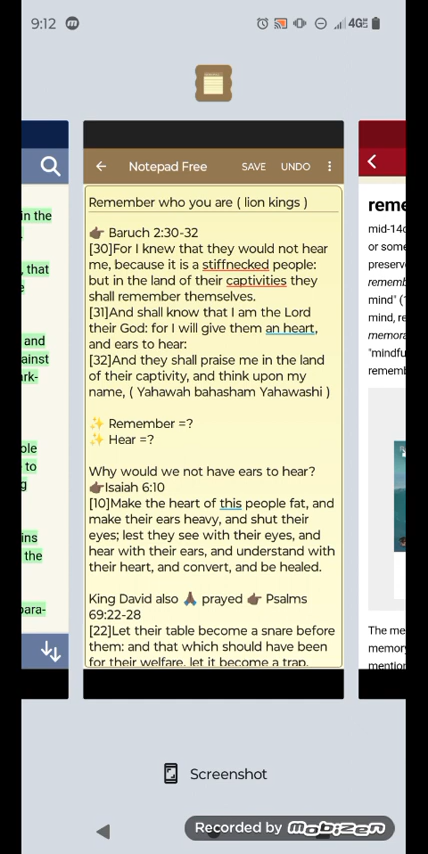 9:12
4G
Notepad Free SAVE UNDO
Remember who you are ( lion kings )
👉🏿 Baruch 2:30-32
[30]For I knew that they would not hear
me, because it is a stiffnecked people:
but in the land of their captivities they
shall remember themselves.
[31]And shall know that I am the Lord
their God: for I will give them an heart,
and ears to hear:
[32]And they shall praise me in the land
of their captivity, and think upon my
name, ( Yahawah bahasham Yahawashi )
✨ Remember =?
✨ Hear =?
Why would we not have ears to hear?
👉🏿Isaiah 6:10
[10]Make the heart of this people fat, and
make their ears heavy, and shut their
eyes; lest they see with their eyes, and
hear with their ears, and understand with
their heart, and convert, and be healed.
King David also 🙏🏿 prayed 👉🏿 Psalms
69:22-28
[22]Let their table become a snare before
them: and that which should have been
for their welfare, let it become a trap.
in the
, that
and
ainst
ark-
ole
to
ins
the
para-
reme
mid-14c
or some
preserv
rememb
mind" (1
mind, re
memora
"mindfu
rememb
The me
memory
mention
Screenshot
Recorded by Mobizen